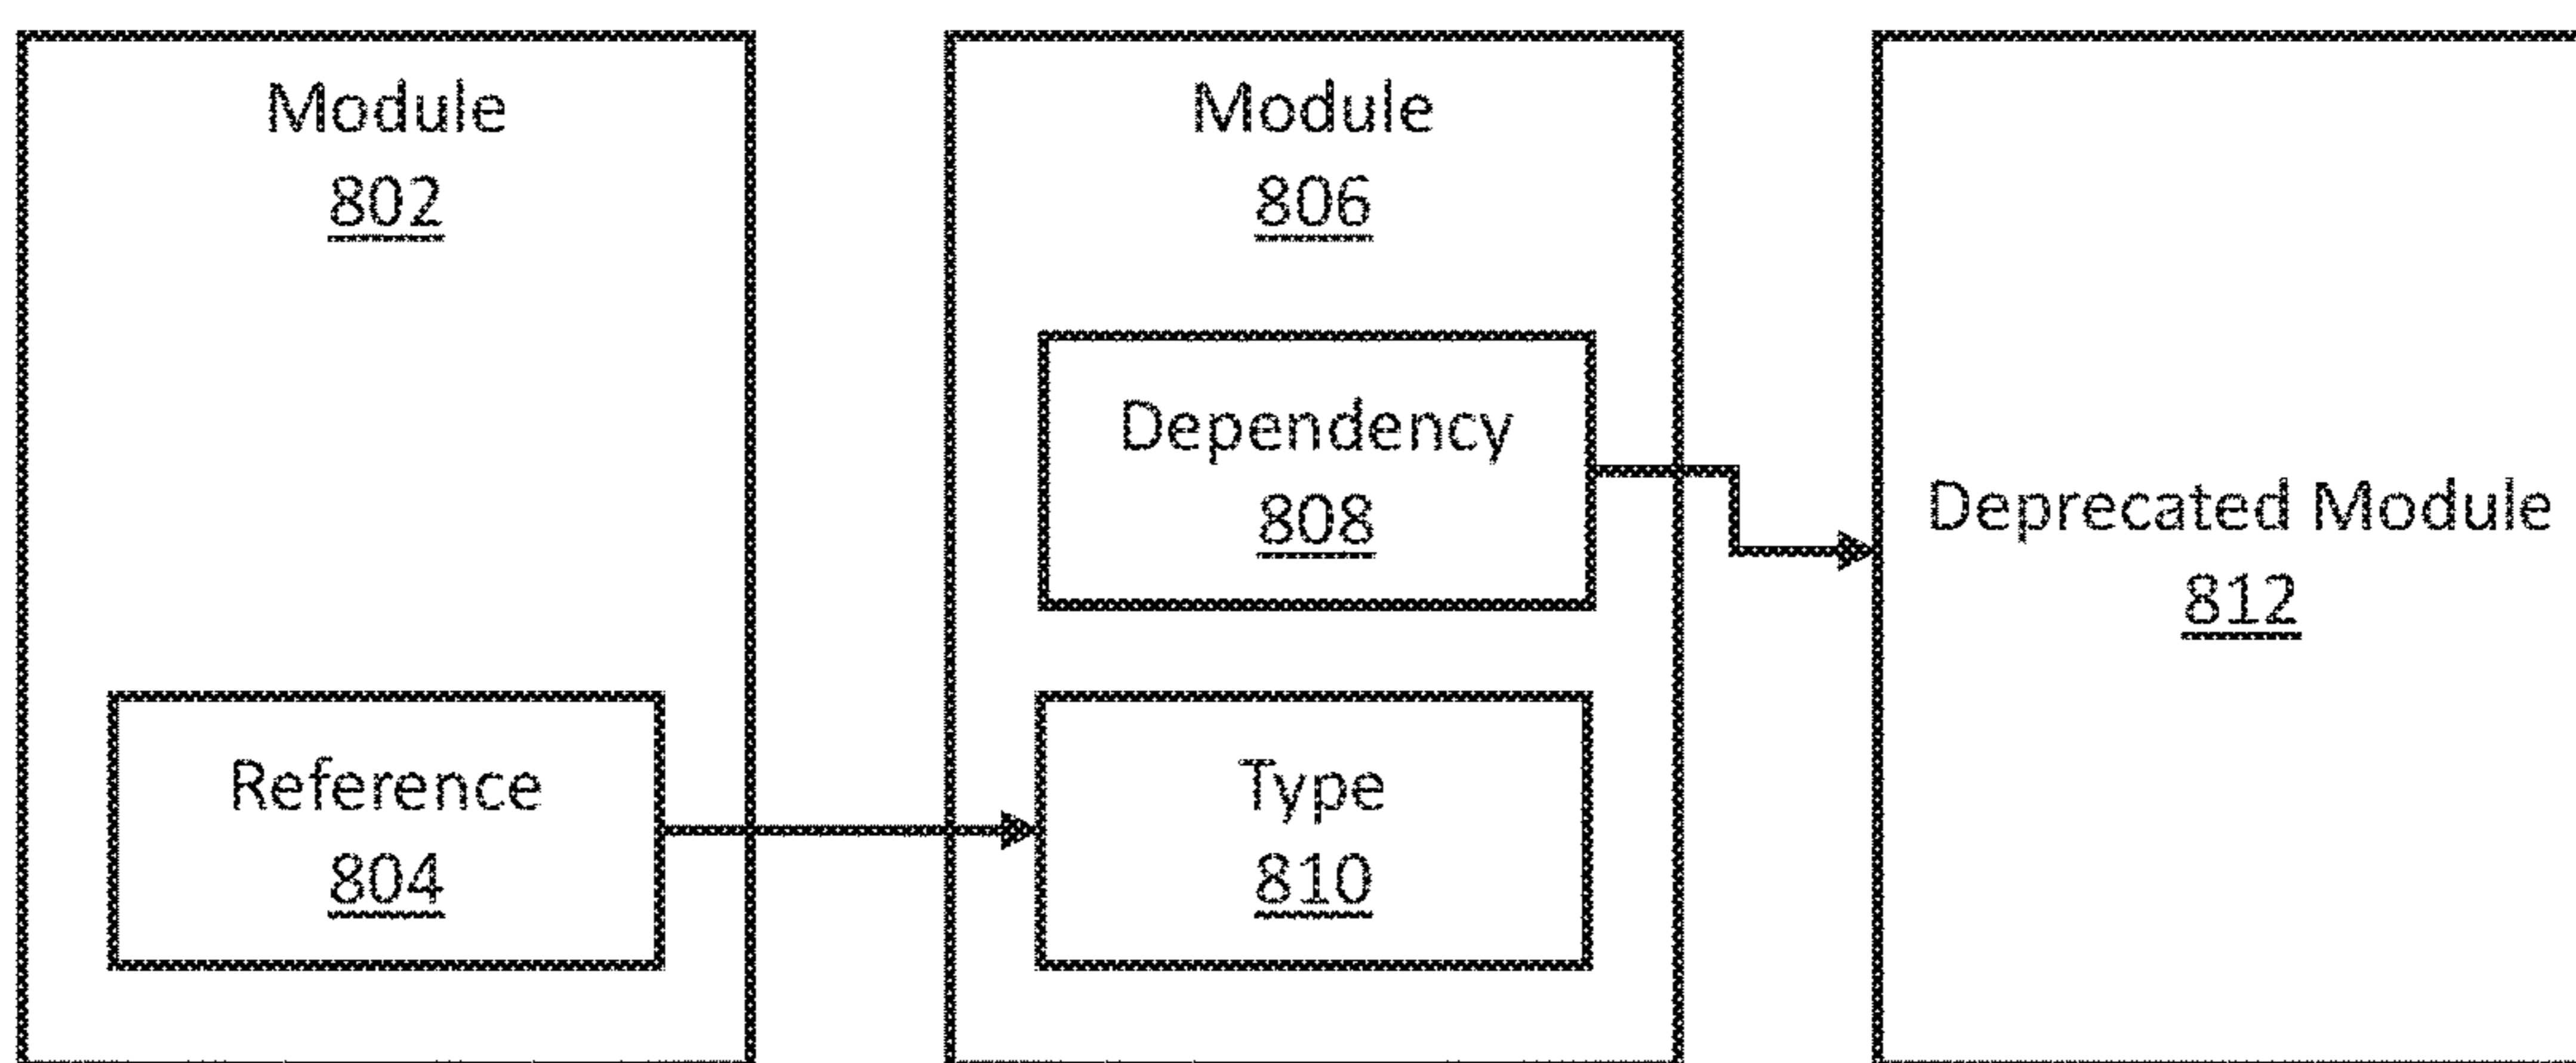 Module
802
Reference
804
Module
806
Dependency
808
Type
810
Deprecated Module
812